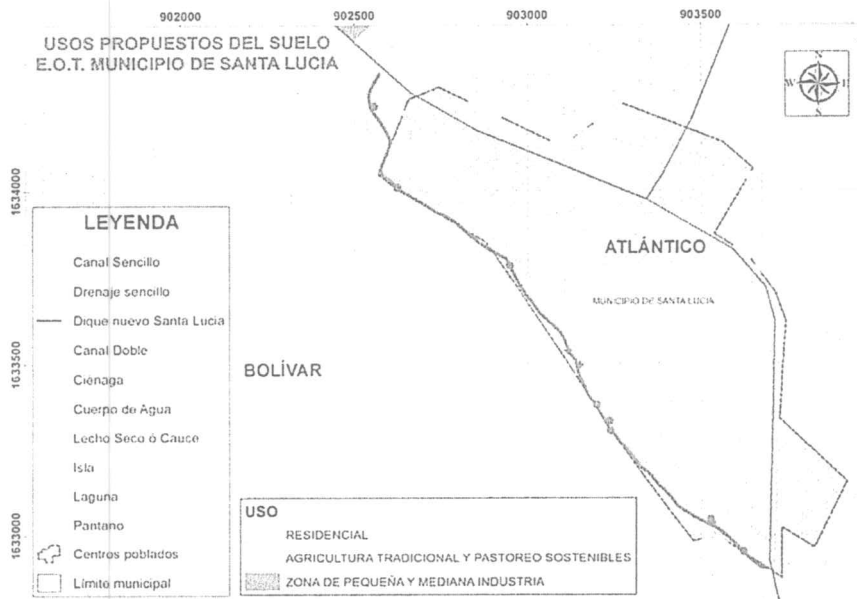 902000 902500 903000 903500
USOS PROPUESTOS DEL SUELO
E.O.T. MUNICIPIO DE SANTA LUCIA
W E
S
1634000
1633500
1633000
LEYENDA
Canal Sencillo
Drenaje sencillo
Dique nuevo Santa Lucia
Canal Doble
Ciénaga
Cuerpo de Agua
Lecho Seco ó Cauce
Isla
Laguna
Pantano
Centros poblados
Límite municipal
BOLÍVAR
ATLÁNTICO
MUNICIPIO DE SANTA LUCIA
USO
RESIDENCIAL
AGRICULTURA TRADICIONAL Y PASTOREO SOSTENIBLES
ZONA DE PEQUEÑA Y MEDIANA INDUSTRIA